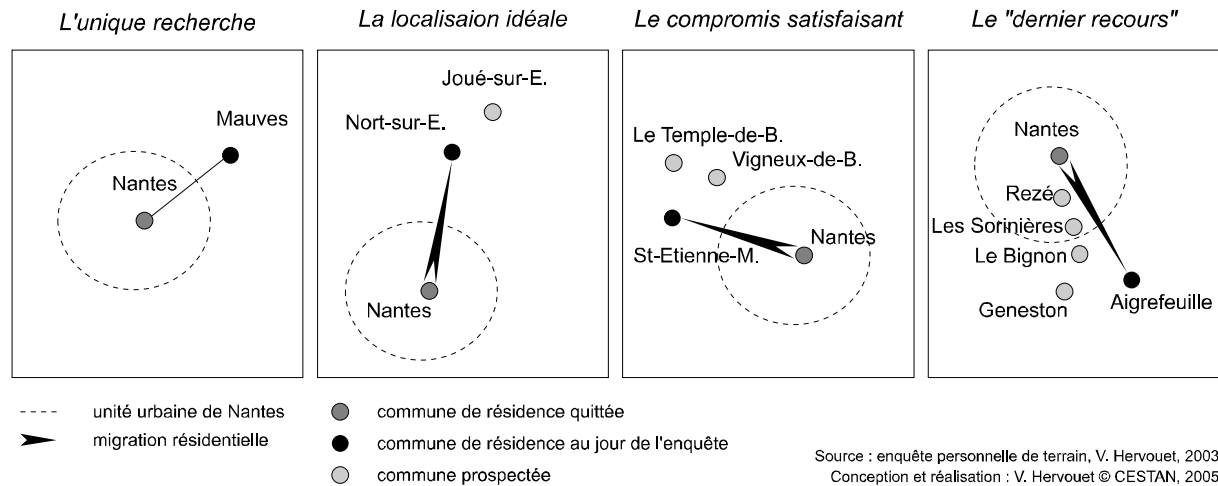 L'unique recherche
La localisaion idéale
Le compromis satisfaisant
Le "dernier recours"
Mauves
Nantes
Joué-sur-E.
Nort-sur-E.
Nantes
Le Temple-de-B.
Vigneux-de-B.
Nantes
St-Etienne-M.
Nantes
Rezé
Les Sorinières
Le Bignon
Geneston
Aigrefeuille
unité urbaine de Nantes
migration résidentielle
commune de résidence quittée
commune de résidence au jour de l'enquête
commune prospectée
Source : enquête personnelle de terrain, V. Hervouet, 2003
Conception et réalisation : V. Hervouet © CESTAN, 2005